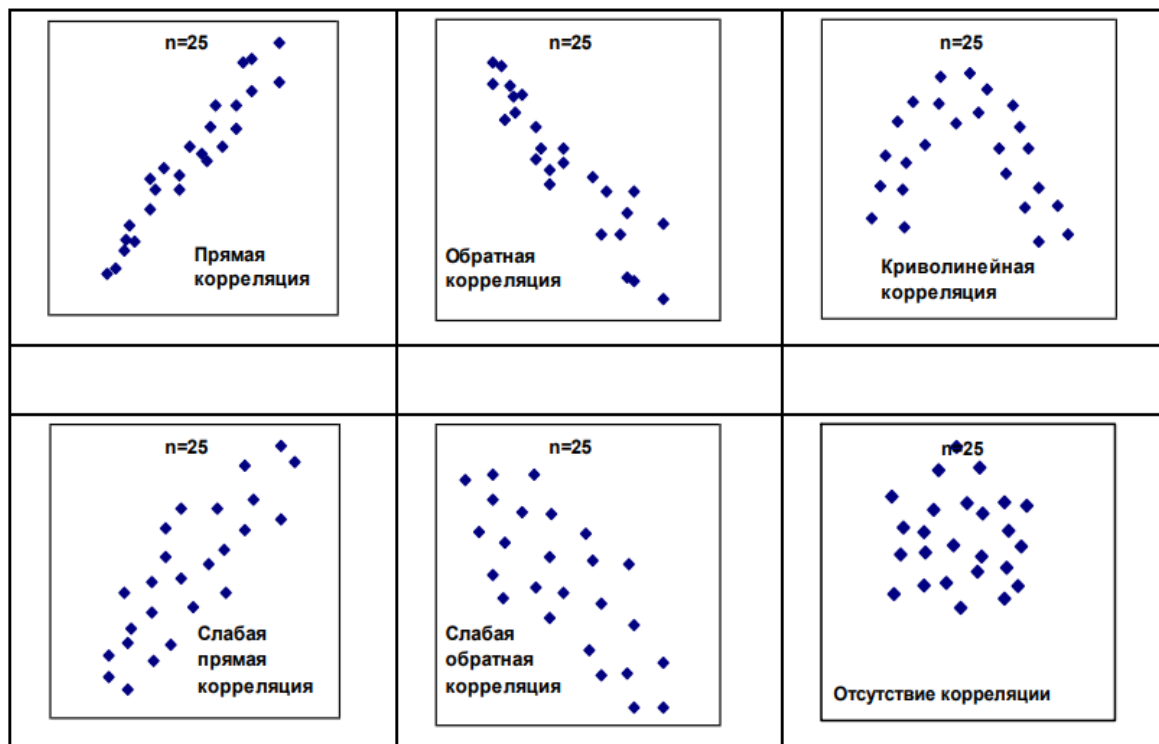 n=25
Прямая
корреляция
n=25
Обратная
корреляция
n=25
Криволинейная
корреляция
n=25
Слабая
прямая
корреляция
n=25
Слабая
обратная
корреляция
n=25
Отсутствие корреляции